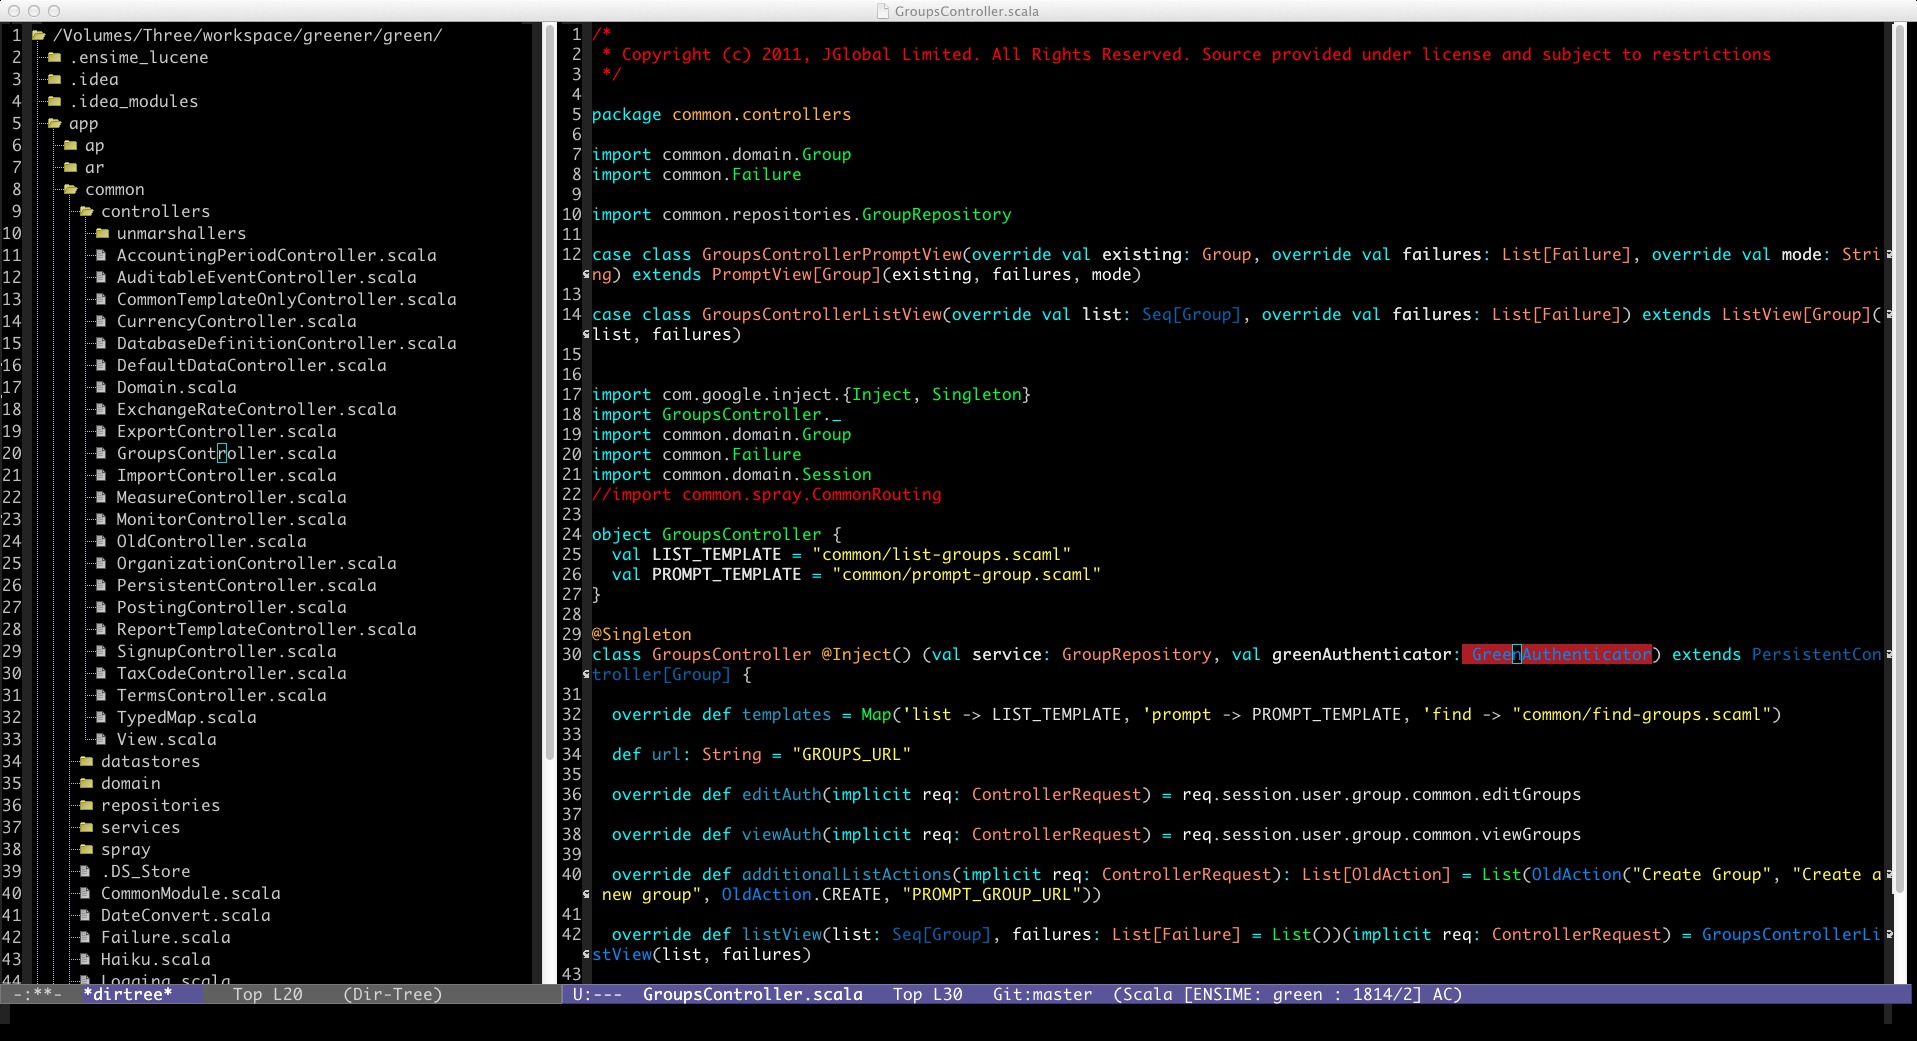 GroupsController.scala
1 /Volumes/Three/workspace/greener/green/
2 .ensime_lucene
3 .idea
4 .idea_modules
5 app
6 ap
7 ar
8 common
9 controllers
10 unmarshallers
11 AccountingPeriodController.scala
12 AuditableEventController.scala
13 CommonTemplateOnlyController.scala
14 CurrencyController.scala
15 DatabaseDefinitionController.scala
16 DefaultDataController.scala
17 Domain.scala
18 ExchangeRateController.scala
19 ExportController.scala
20 GroupsController.scala
21 ImportController.scala
22 MeasureController.scala
23 MonitorController.scala
24 OldController.scala
25 OrganizationController.scala
26 PersistentController.scala
27 PostingController.scala
28 ReportTemplateController.scala
29 SignupController.scala
30 TaxCodeController.scala
31 TermsController.scala
32 TypedMap.scala
33 View.scala
34 datastores
35 domain
36 repositories
37 services
38 spray
39 .DS_Store
40 CommonModule.scala
41 DateConvert.scala
42 Failure.scala
43 Haiku.scala
44 Logging.scala
-:**- *dirtree* Top L20 (Dir-Tree)
1 /*
2 * Copyright (c) 2011, JGlobal Limited. All Rights Reserved. Source provided under license and subject to restrictions
3 */
4
5 package common.controllers
6
7 import common.domain.Group
8 import common.Failure
9
10 import common.repositories.GroupRepository
11
12 case class GroupsControllerPromptView(override val existing: Group, override val failures: List[Failure], override val mode: Stri
ng) extends PromptView[Group](existing, failures, mode)
13
14 case class GroupsControllerListView(override val list: Seq[Group], override val failures: List[Failure]) extends ListView[Group](
list, failures)
15
16
17 import com.google.inject.{Inject, Singleton}
18 import GroupsController._
19 import common.domain.Group
20 import common.Failure
21 import common.domain.Session
22 //import common.spray.CommonRouting
23
24 object GroupsController {
25 val LIST_TEMPLATE = "common/list-groups.scaml"
26 val PROMPT_TEMPLATE = "common/prompt-group.scaml"
27 }
28
29 @Singleton
30 class GroupsController @Inject() (val service: GroupRepository, val greenAuthenticator: GreenAuthenticator) extends PersistentCon
troller[Group] {
31
32 override def templates = Map('list -> LIST_TEMPLATE, 'prompt -> PROMPT_TEMPLATE, 'find -> "common/find-groups.scaml")
33
34 def url: String = "GROUPS_URL"
35
36 override def editAuth(implicit req: ControllerRequest) = req.session.user.group.common.editGroups
37
38 override def viewAuth(implicit req: ControllerRequest) = req.session.user.group.common.viewGroups
39
40 override def additionalListActions(implicit req: ControllerRequest): List[OldAction] = List(OldAction("Create Group", "Create a
new group", OldAction.CREATE, "PROMPT_GROUP_URL"))
41
42 override def listView(list: Seq[Group], failures: List[Failure] = List())(implicit req: ControllerRequest) = GroupsControllerLi
stView(list, failures)
43
U:--- GroupsController.scala Top L30 Git:master (Scala [ENSIME: green : 1814/2] AC)